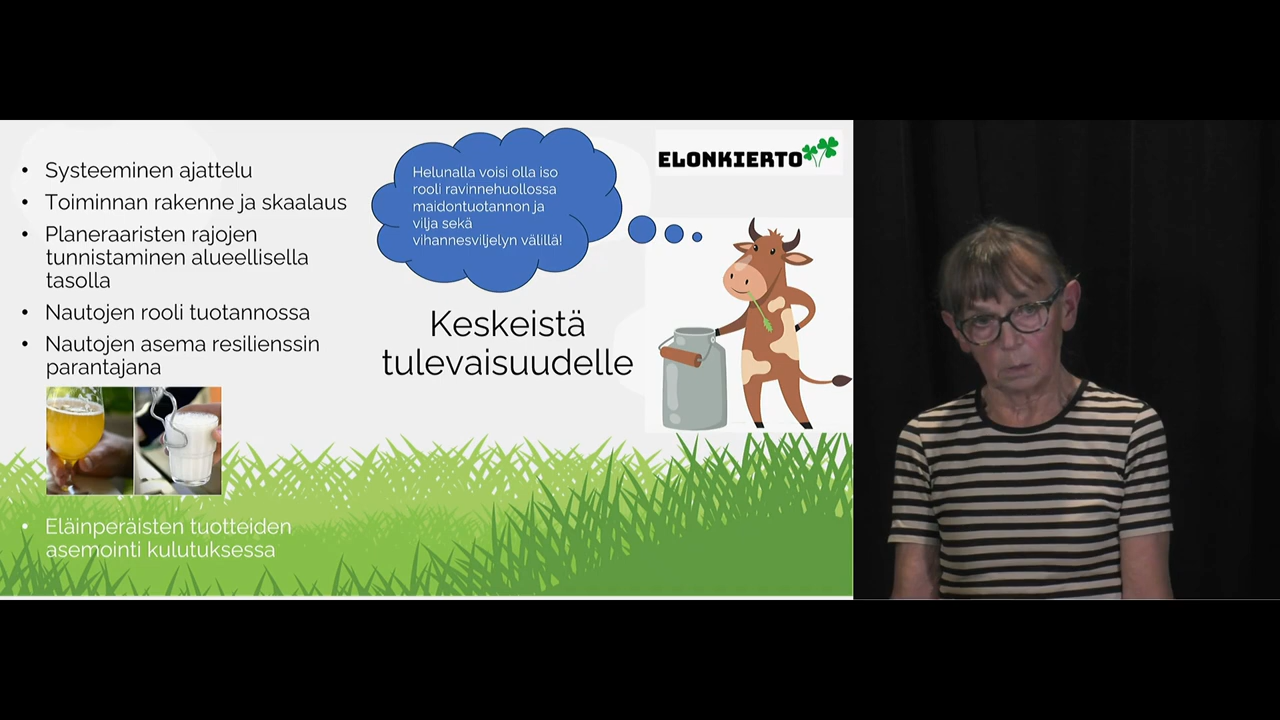 • Systeeminen ajattelu
• Toiminnan rakenne ja skaalaus
• Planeraaristen rajojen
tunnistaminen alueellisella
tasolla
• Nautojen rooli tuotannossa
• Nautojen asema resilienssin
parantajana
• Eläinperäisten tuotteiden
asemointi kulutuksessa
Helunalla voisi olla iso
rooli ravinnehuollossa
maidontuotannon ja
vilja sekä
vihannesviljelyn välillä!
Keskeistä
tulevaisuudelle
ELONKIERTO